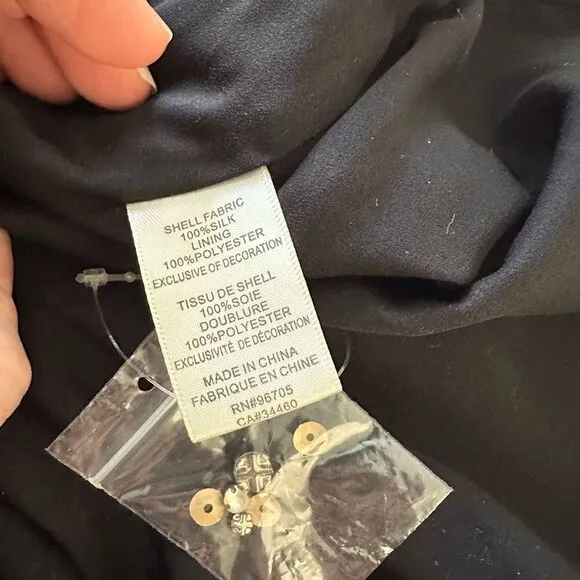 SHELL FABRIC
100%SILK
LINING
100%POLYESTER
EXCLUSIVE OF DECORATION
TISSU DE SHELL
100%SOIE
DOUBLURE
100%POLYESTER
EXCLUSIVITÉ DE DÉCORATION
MADE IN CHINA
FABRIQUE EN CHINE
RN#96705
CA#34460